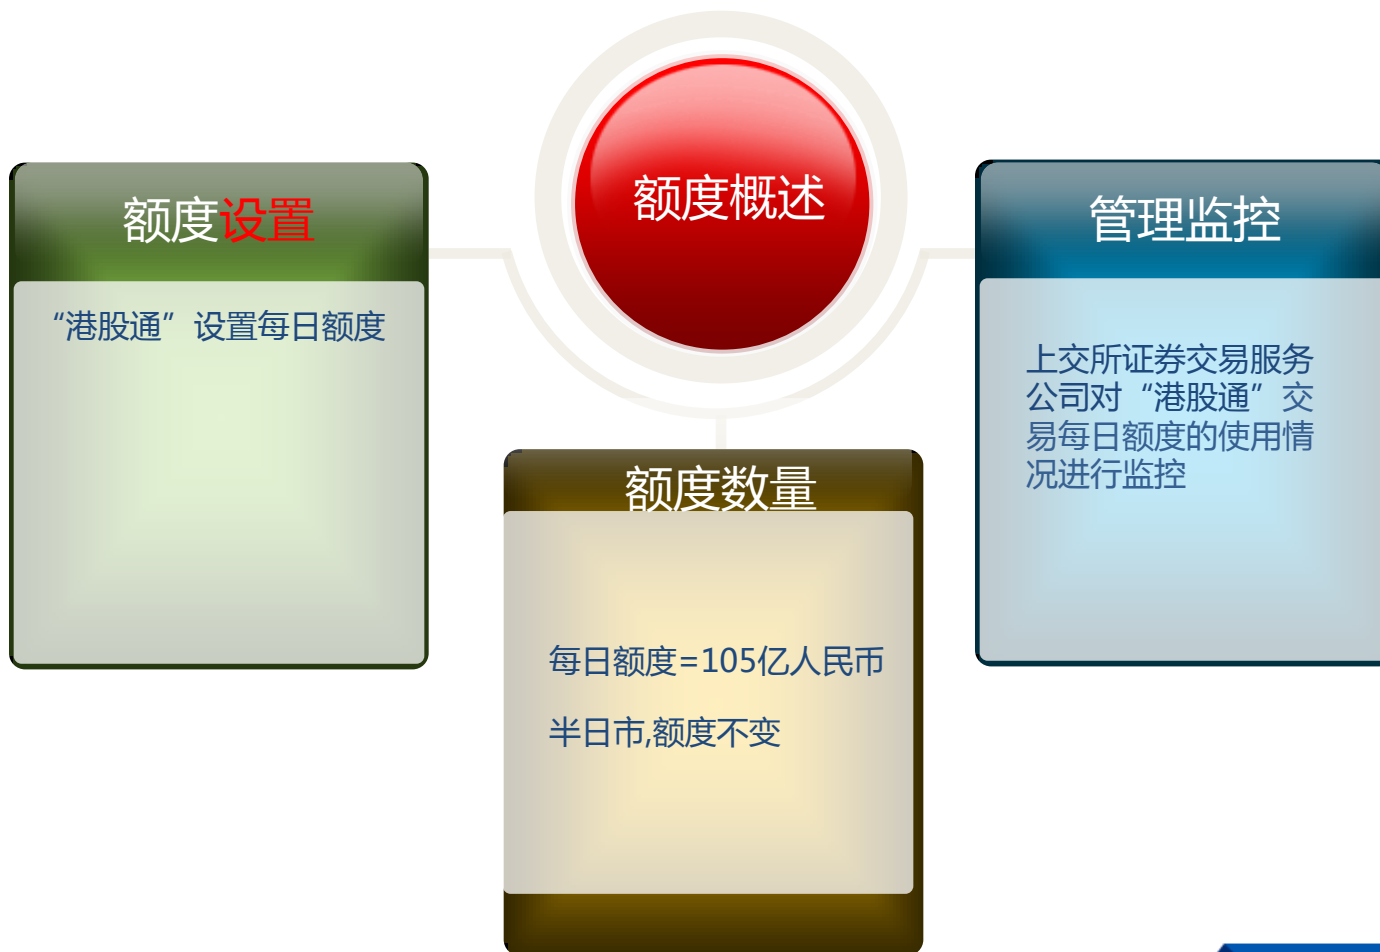 额度概述
额度设置
“港股通”设置每日额度
额度数量
每日额度=105亿人民币
半日市,额度不变
管理监控
上交所证券交易服务
公司对“港股通”交
易每日额度的使用情
况进行监控